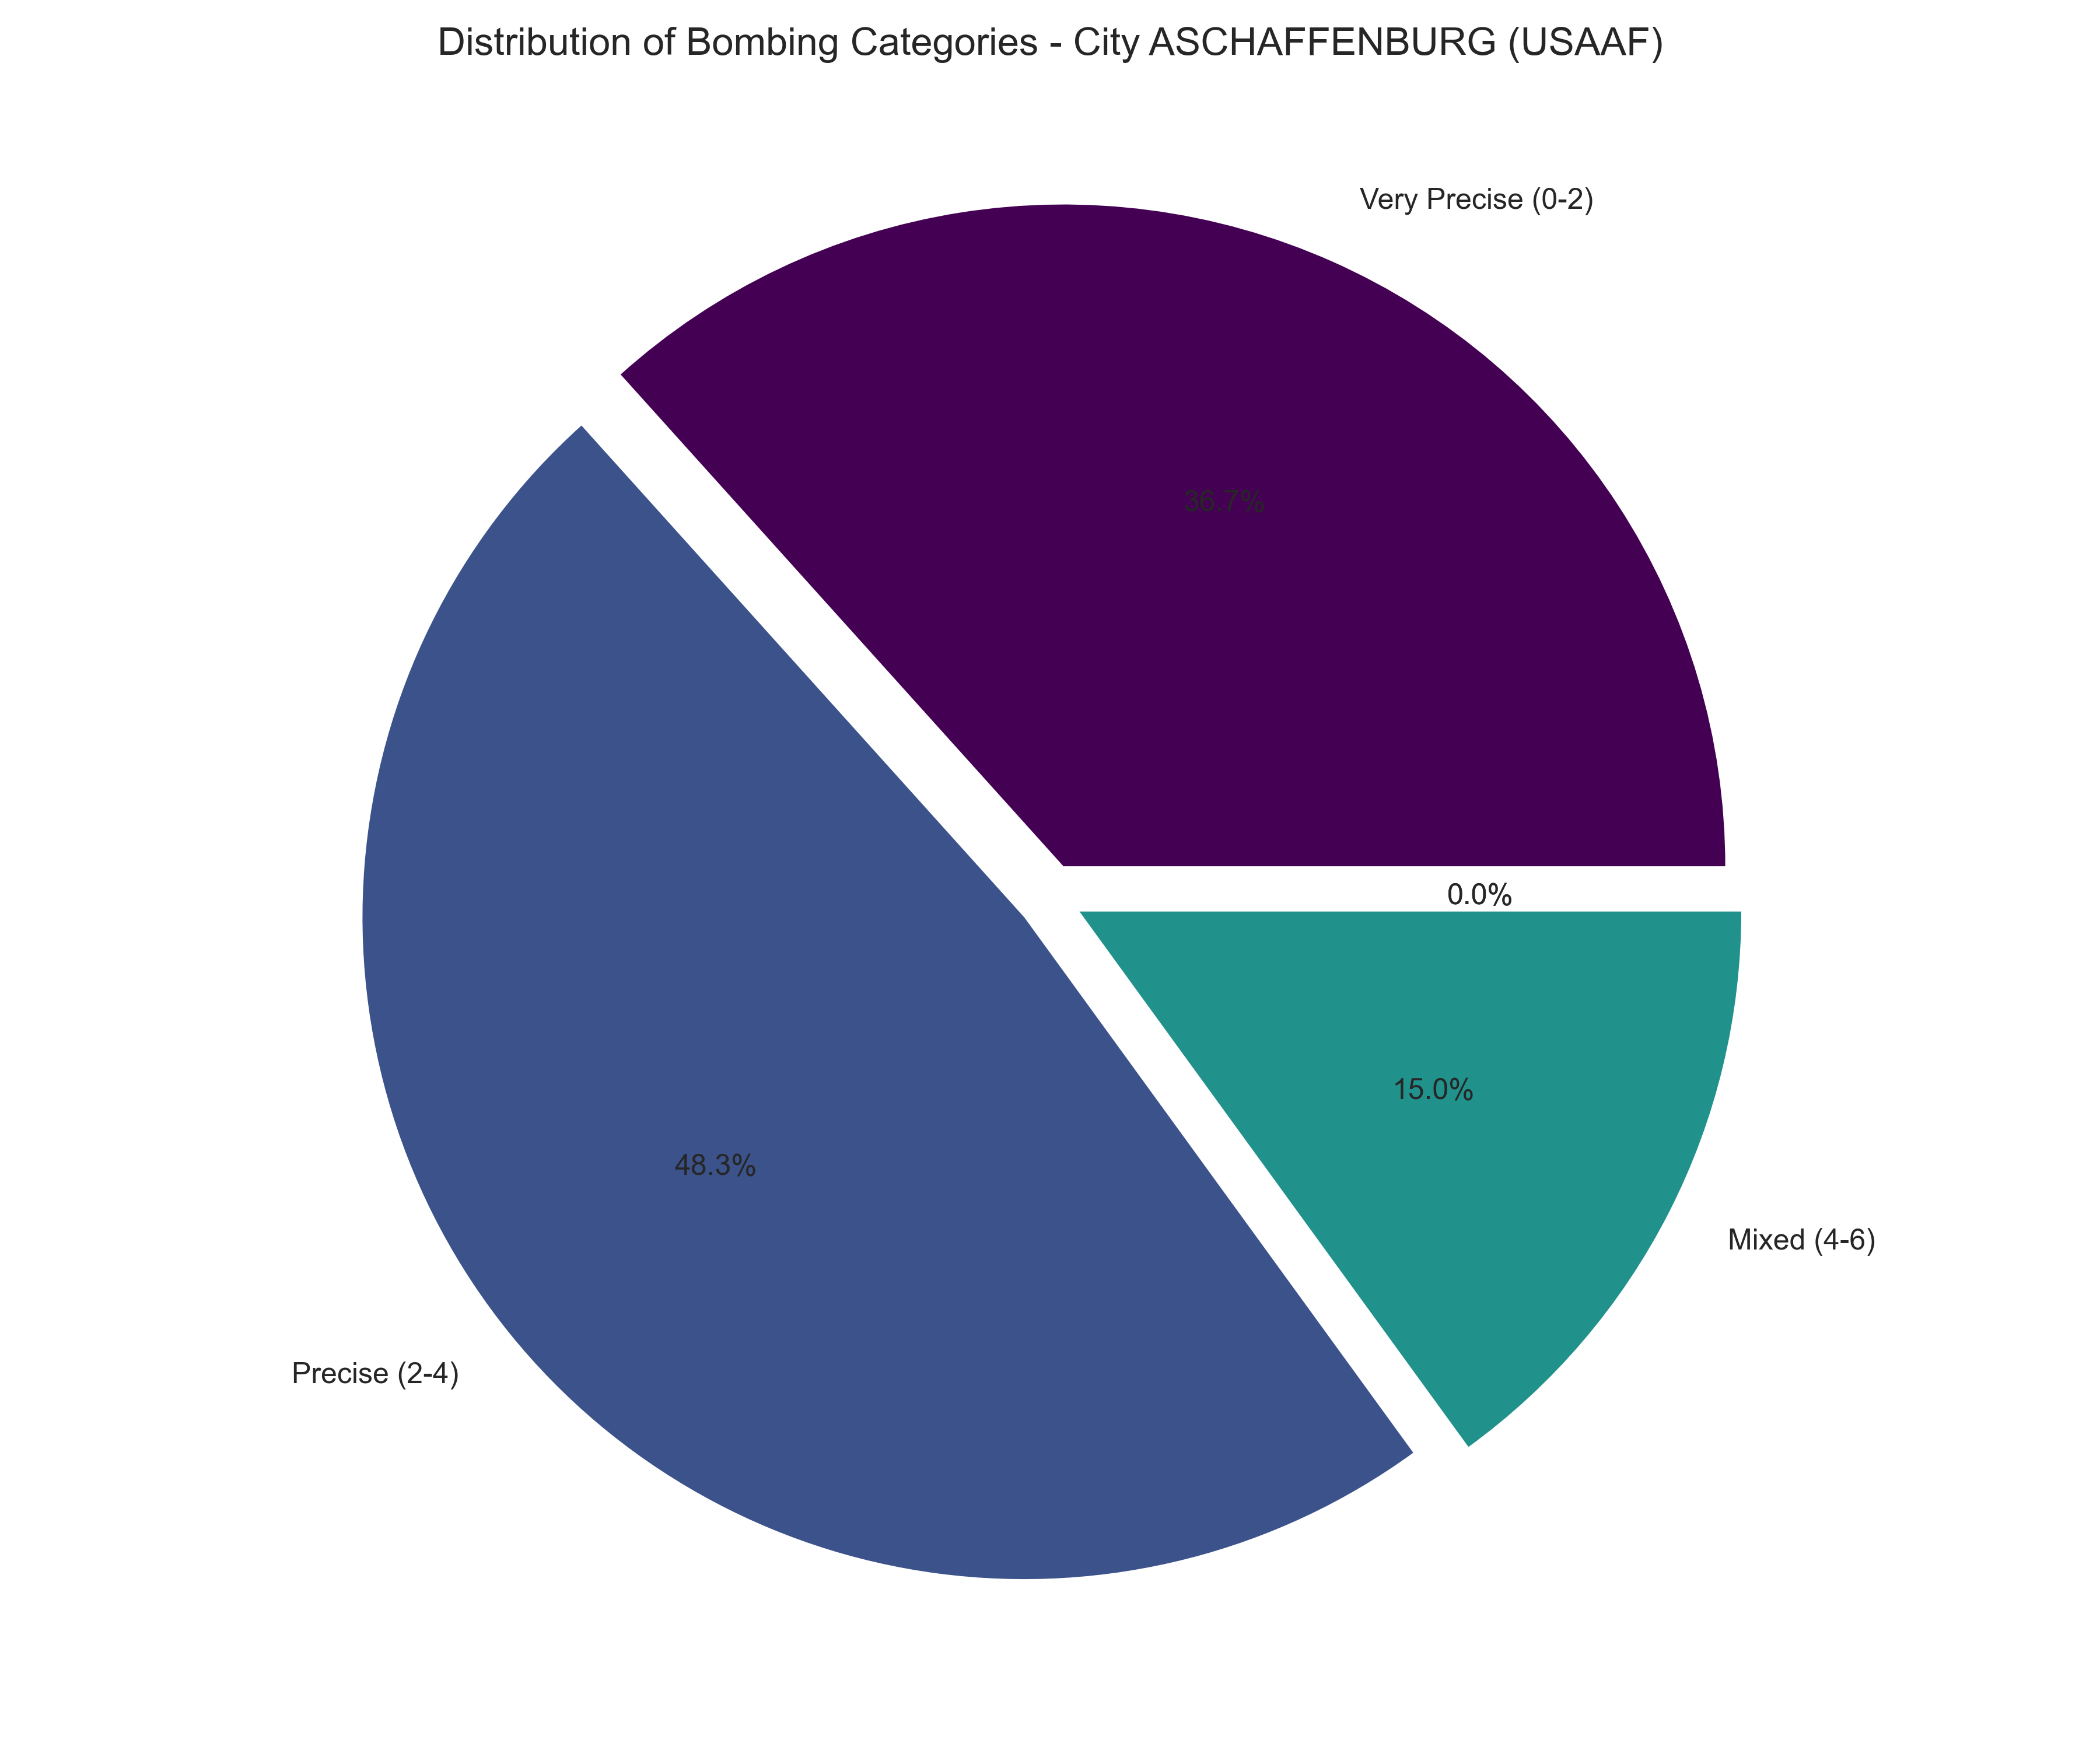 Distribution of Bombing Categories - City ASCHAFFENBURG (USAAF)
Very Precise (0-2)
36.7%
0.0%
15.0%
48.3%
Mixed (4-6)
Precise (2-4)